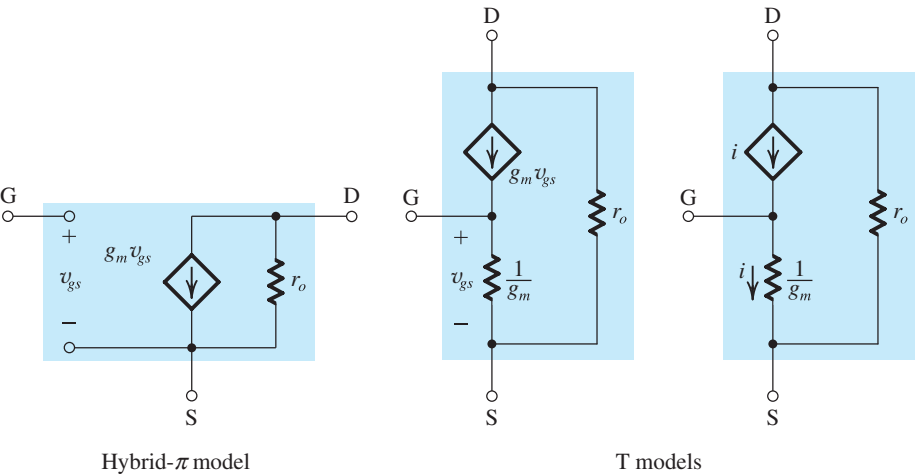 G
D
+
v_gs
−
g_m v_gs
r_o
S
Hybrid-π model
D
g_m v_gs
G
+
v_gs
−
1/g_m
r_o
S
D
i
G
i
1/g_m
r_o
S
T models